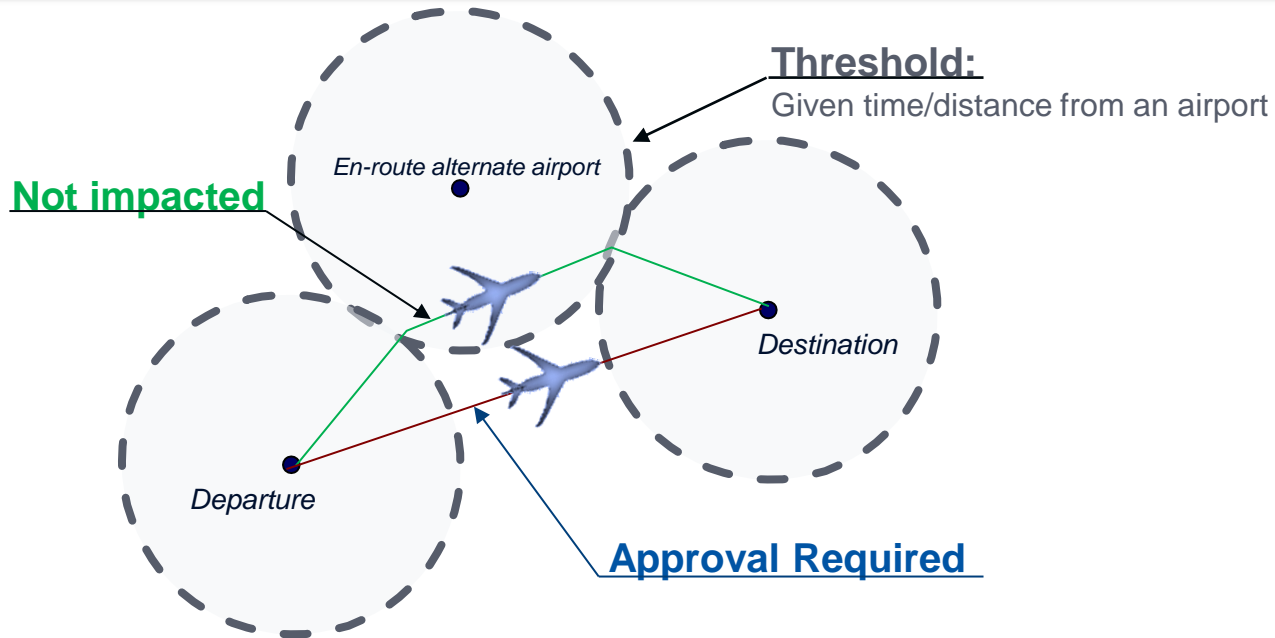 Threshold:
Given time/distance from an airport
En-route alternate airport
Not impacted
Destination
Departure
Approval Required